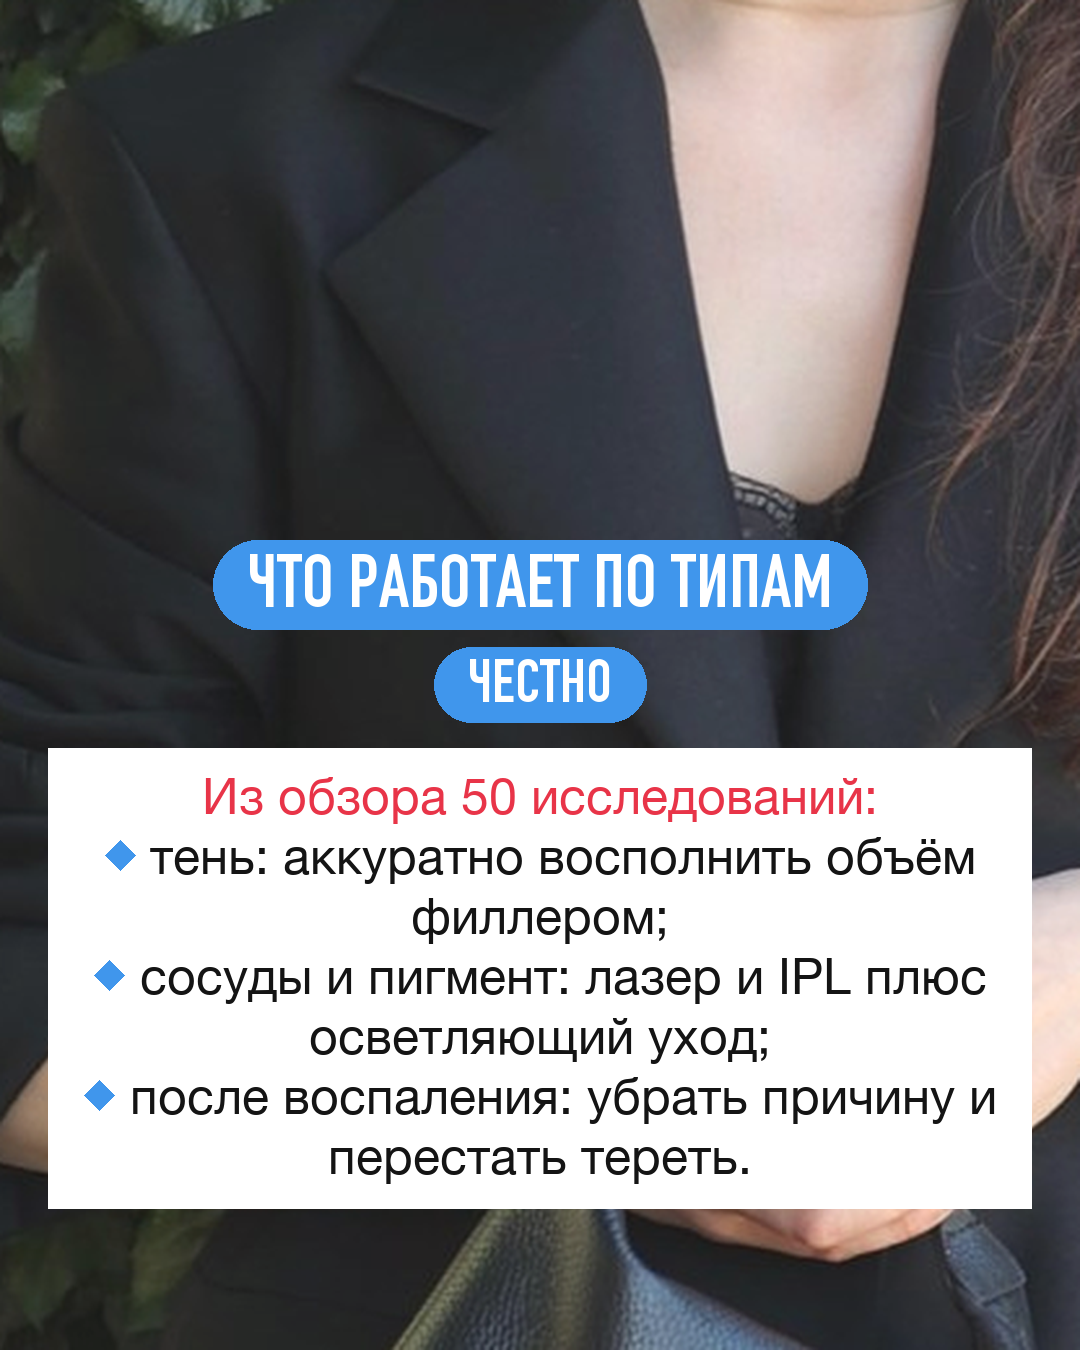 ЧТО РАБОТАЕТ ПО ТИПАМ
ЧЕСТНО
Из обзора 50 исследований:
🔹 тень: аккуратно восполнить объём
филлером;
🔹 сосуды и пигмент: лазер и IPL плюс
осветляющий уход;
🔹 после воспаления: убрать причину и
перестать тереть.